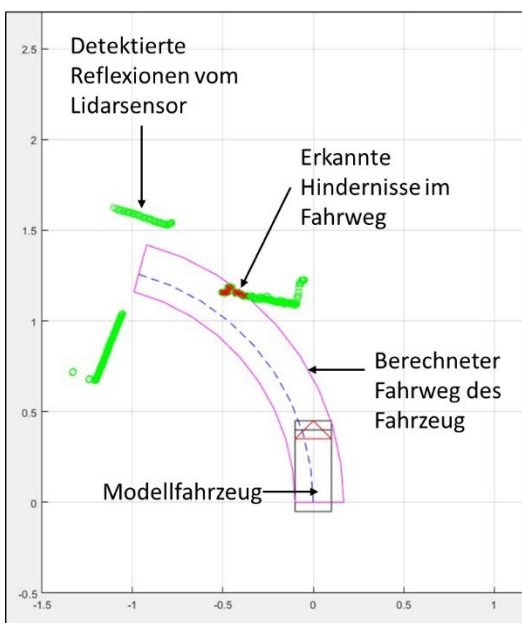 2.5
Detektierte
Reflexionen vom
Lidarsensor
2
Erkannte
Hindernisse im
Fahrweg
1.5
1
Berechneter
Fahrweg des
Fahrzeug
0.5
Modellfahrzeug
0
-0.5
-1.5 -1 -0.5 0 0.5 1